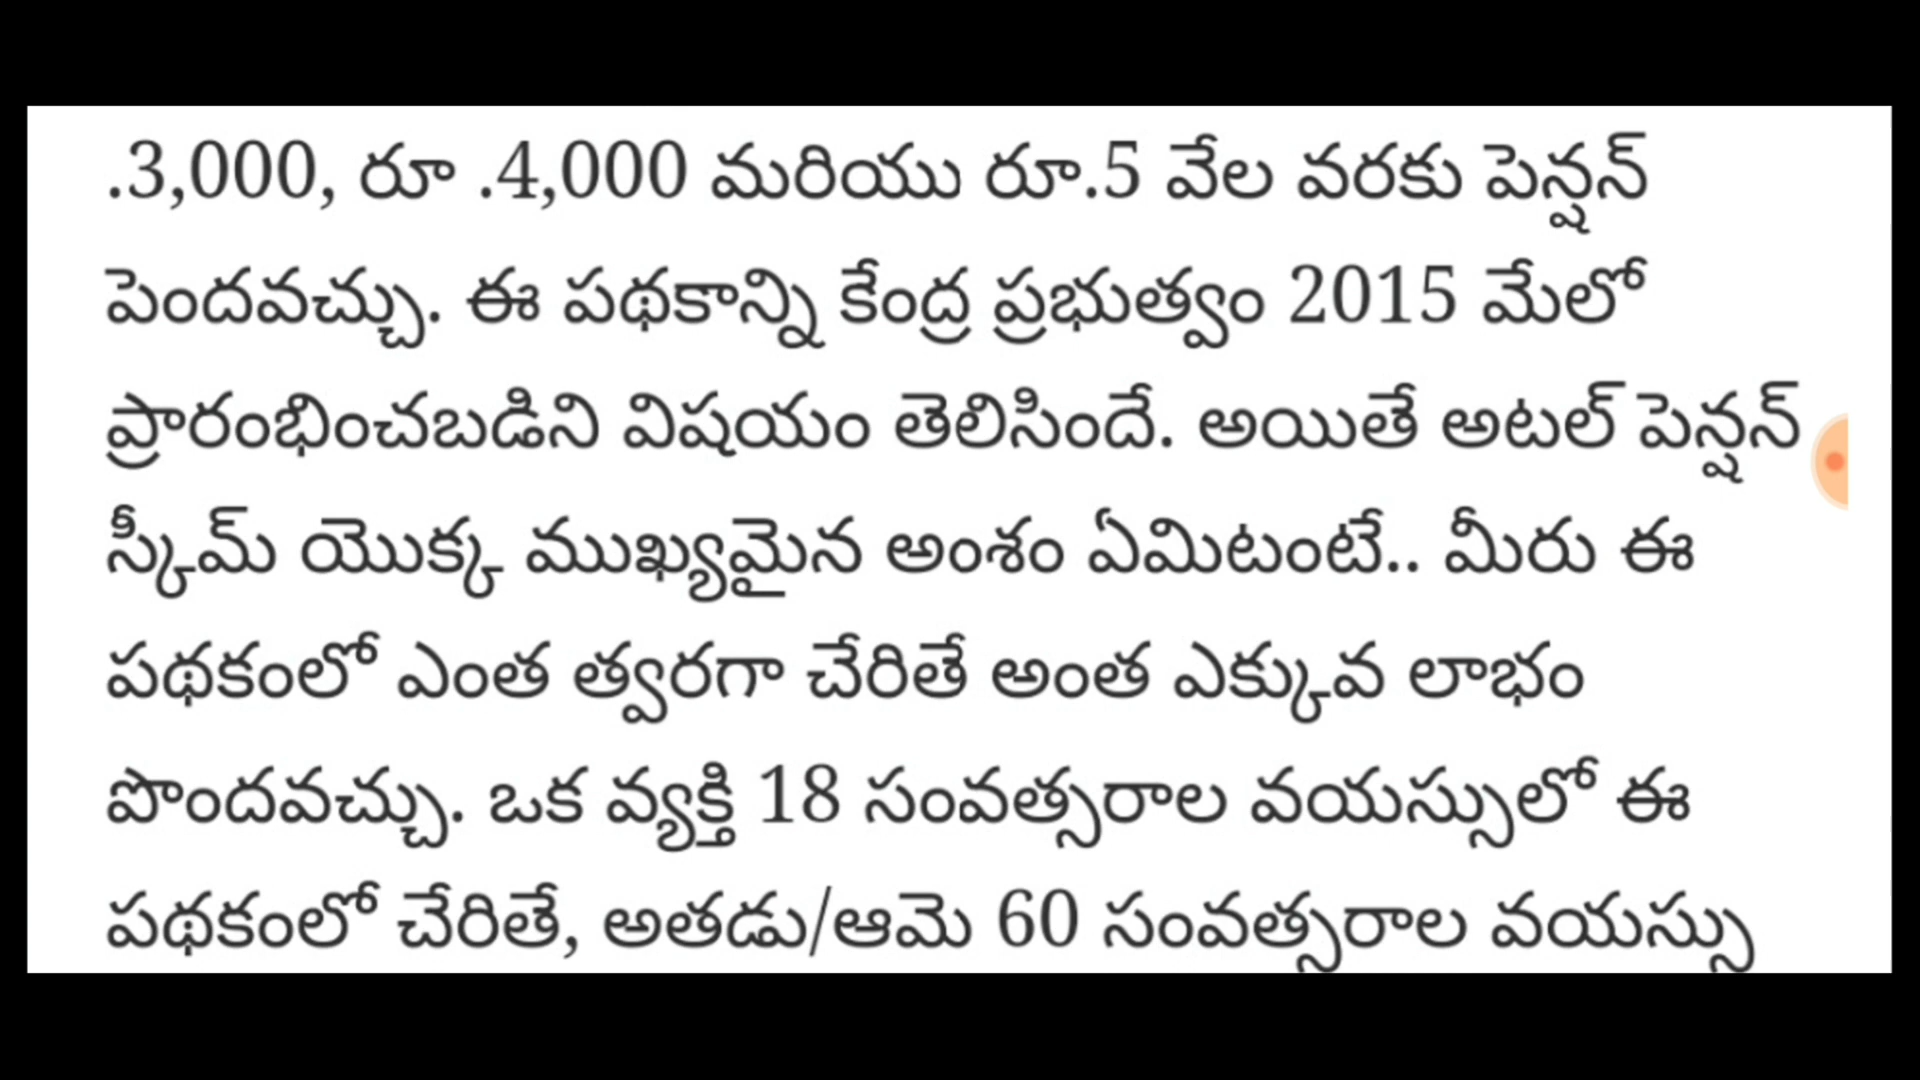 .3,000, రూ .4,000 మరియు రూ.5 వేల వరకు పెన్షన్
పెందవచ్చు. ఈ పథకాన్ని కేంద్ర ప్రభుత్వం 2015 మేలో
ప్రారంభించబడిని విషయం తెలిసిందే. అయితే అటల్ పెన్షన్
స్కీమ్ యొక్క ముఖ్యమైన అంశం ఏమిటంటే.. మీరు ఈ
పథకంలో ఎంత త్వరగా చేరితే అంత ఎక్కువ లాభం
పొందవచ్చు. ఒక వ్యక్తి 18 సంవత్సరాల వయస్సులో ఈ
పథకంలో చేరితే, అతడు/ఆమె 60 సంవత్సరాల వయస్సు